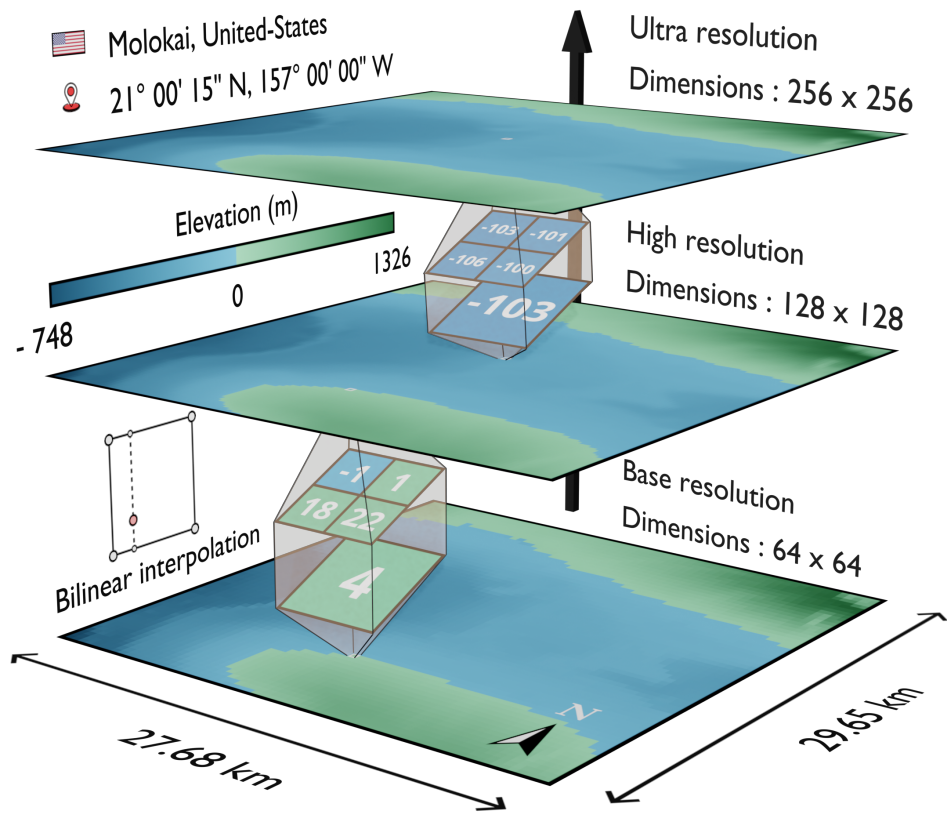 Molokai, United-States
21° 00' 15" N, 157° 00' 00" W
Ultra resolution
Dimensions : 256 x 256
Elevation (m)
1326
0
- 748
-103 -101
-106 -100
-103
High resolution
Dimensions : 128 x 128
Bilinear interpolation
-1 1
18 22
4
Base resolution
Dimensions : 64 x 64
N
27.68 km
29.65 km